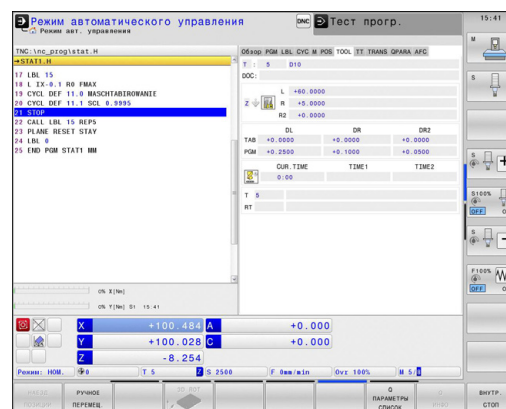 Режим автоматического управления
Режим авт. управления
DNC
Тест прогр.
15:41
TNC:\nc_prog\stat.H
→STAT1.H
17 LBL 15
18 L IX-0.1 R0 FMAX
19 CYCL DEF 11.0 MASCHTABIROWANIE
20 CYCL DEF 11.1 SCL 0.9995
21 STOP
22 CALL LBL 15 REP5
23 PLANE RESET STAY
24 LBL 0
25 END PGM STAT1 MM
0% X[Nm]
0% Y[Nm] S1 15:41
Обзор PGM LBL CYC M POS TOOL TT TRANS QPARA AFC
T : 5 D10
DOC:
L +60.0000
Z R +5.0000
R2 +0.0000
DL DR DR2
TAB +0.0000 +0.0000 +0.0000
PGM +0.2500 +0.1000 +0.0500
CUR.TIME TIME1 TIME2
0:00
T 5
RT
M
S
S
S100%
OFF
S
F100%
OFF
X +100.484 A +0.000
Y +100.028 C +0.000
Z -8.254
Режим: НОМ. 0 T 5 Z S 2500 F 0mm/min Ovr 100% M 5/
РУЧНОЕ ПЕРЕМЕЩ.
3D-ROT
Q ПАРАМЕТРЫ СПИСОК
ВНУТР. СТОП